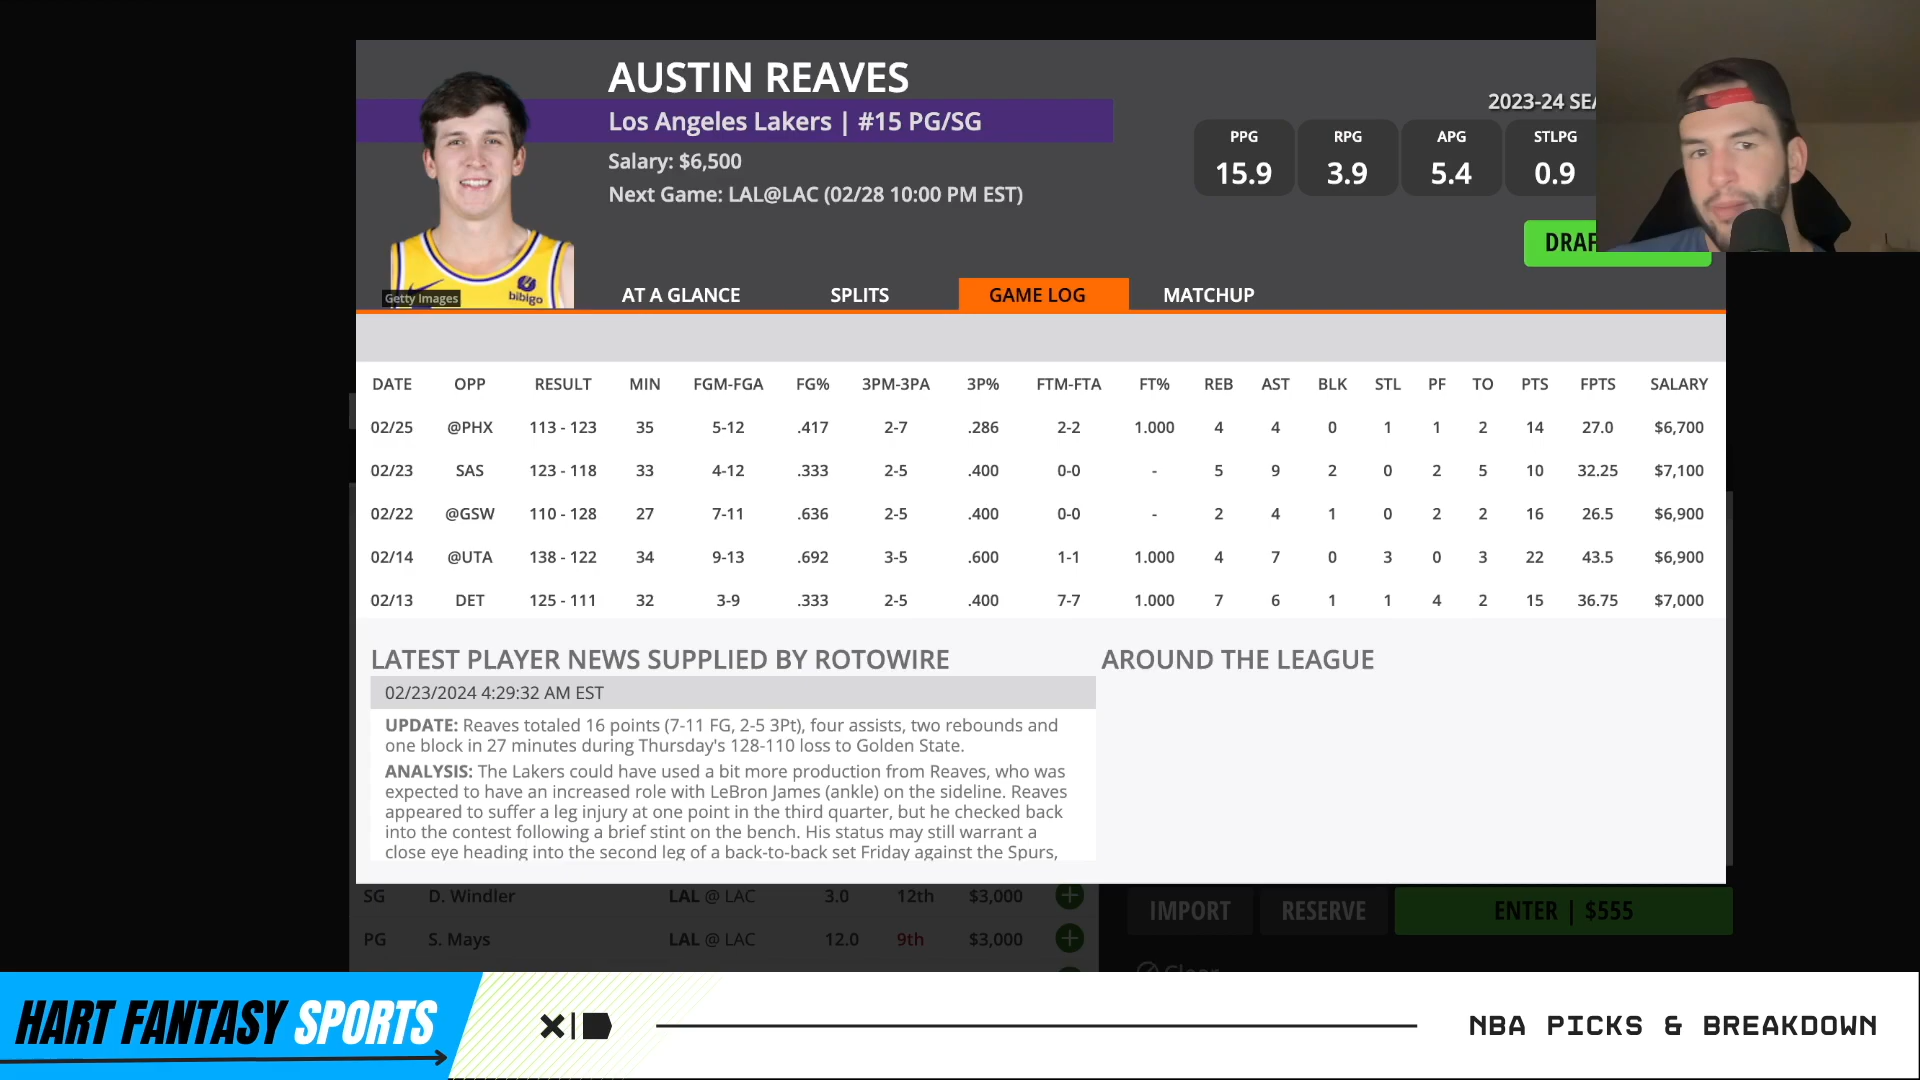 AUSTIN REAVES
Los Angeles Lakers | #15 PG/SG
Salary: $6,500
Next Game: LAL@LAC (02/28 10:00 PM EST)
2023-24 SEA
PPG RPG APG STLPG
15.9 3.9 5.4 0.9
DRAF
Getty Images
bibigo
AT A GLANCE SPLITS GAME LOG MATCHUP
DATE OPP RESULT MIN FGM-FGA FG% 3PM-3PA 3P% FTM-FTA FT% REB AST BLK STL PF TO PTS FPTS SALARY
02/25 @PHX 113 - 123 35 5-12 .417 2-7 .286 2-2 1.000 4 4 0 1 1 2 14 27.0 $6,700
02/23 SAS 123 - 118 33 4-12 .333 2-5 .400 0-0 - 5 9 2 0 2 5 10 32.25 $7,100
02/22 @GSW 110 - 128 27 7-11 .636 2-5 .400 0-0 - 2 4 1 0 2 2 16 26.5 $6,900
02/14 @UTA 138 - 122 34 9-13 .692 3-5 .600 1-1 1.000 4 7 0 3 0 3 22 43.5 $6,900
02/13 DET 125 - 111 32 3-9 .333 2-5 .400 7-7 1.000 7 6 1 1 4 2 15 36.75 $7,000
LATEST PLAYER NEWS SUPPLIED BY ROTOWIRE
02/23/2024 4:29:32 AM EST
UPDATE: Reaves totaled 16 points (7-11 FG, 2-5 3Pt), four assists, two rebounds and
one block in 27 minutes during Thursday's 128-110 loss to Golden State.
ANALYSIS: The Lakers could have used a bit more production from Reaves, who was
expected to have an increased role with LeBron James (ankle) on the sideline. Reaves
appeared to suffer a leg injury at one point in the third quarter, but he checked back
into the contest following a brief stint on the bench. His status may still warrant a
close eye heading into the second leg of a back-to-back set Friday against the Spurs,
AROUND THE LEAGUE
SG D. Windler LAL @ LAC 3.0 12th $3,000
PG S. Mays LAL @ LAC 12.0 9th $3,000
IMPORT RESERVE ENTER | $555
Clear
HART FANTASY SPORTS
NBA PICKS & BREAKDOWN